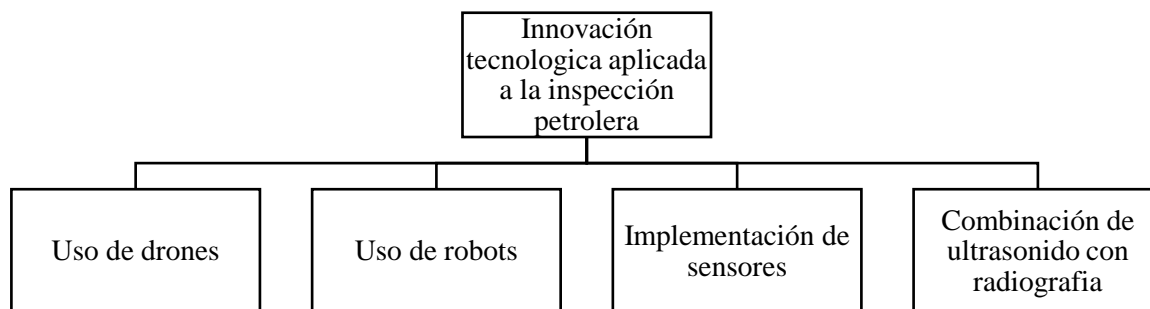 Innovación
tecnologica aplicada
a la inspección
petrolera
Uso de drones
Uso de robots
Implementación de
sensores
Combinación de
ultrasonido con
radiografia